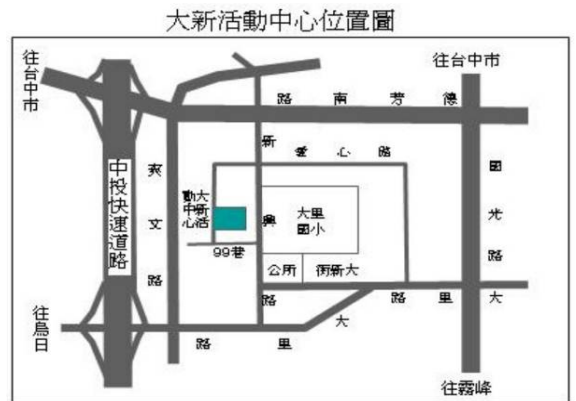 大新活動中心位置圖
往台中市
往台中市
路南芳德
新興路
愛心路
國光路
中投快速道路
爽文路
大新活動中心
大里國小
99巷
公所
街新大
路里大
路里大
往烏日
往霧峰